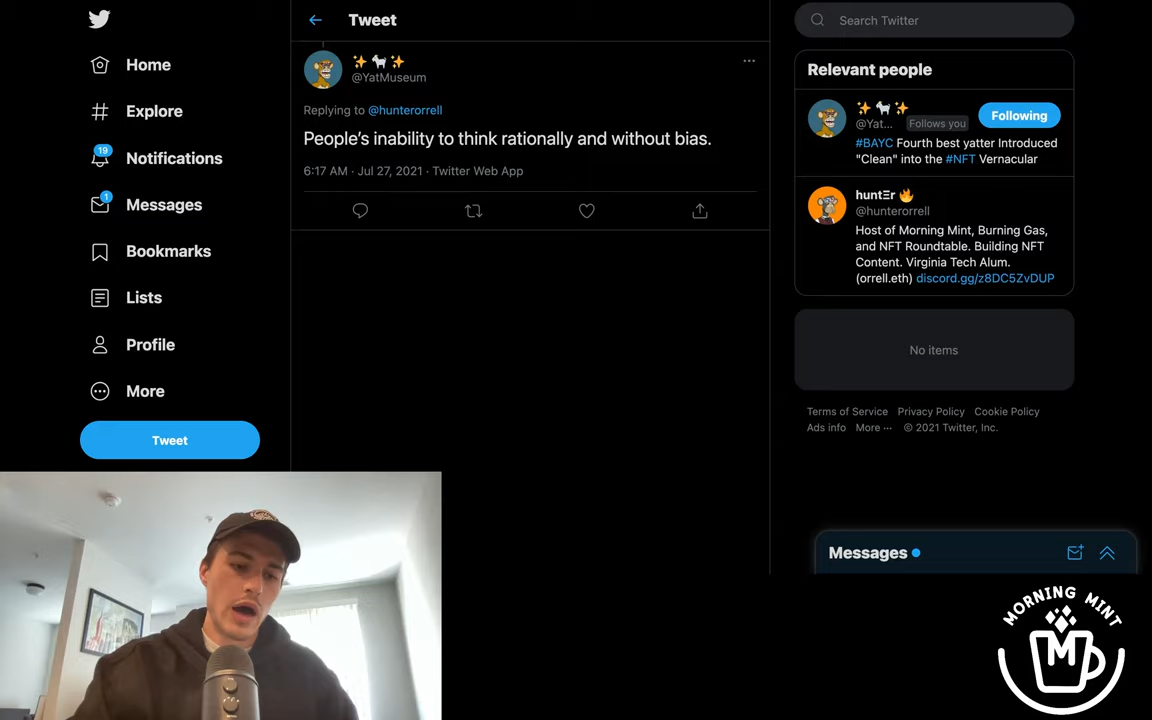 Home
Explore
19
Notifications
1
Messages
Bookmarks
Lists
Profile
More
Tweet
Tweet
@YatMuseum
Replying to @hunterorrell
People's inability to think rationally and without bias.
6:17 AM · Jul 27, 2021 · Twitter Web App
Search Twitter
Relevant people
@Yat... Follows you
Following
#BAYC Fourth best yatter Introduced
"Clean" into the #NFT Vernacular
huntΞr
@hunterorrell
Host of Morning Mint, Burning Gas,
and NFT Roundtable. Building NFT
Content. Virginia Tech Alum.
(orrell.eth) discord.gg/z8DC5ZvDUP
No items
Terms of Service Privacy Policy Cookie Policy
Ads info More ··· © 2021 Twitter, Inc.
Messages
MORNING MINT
M